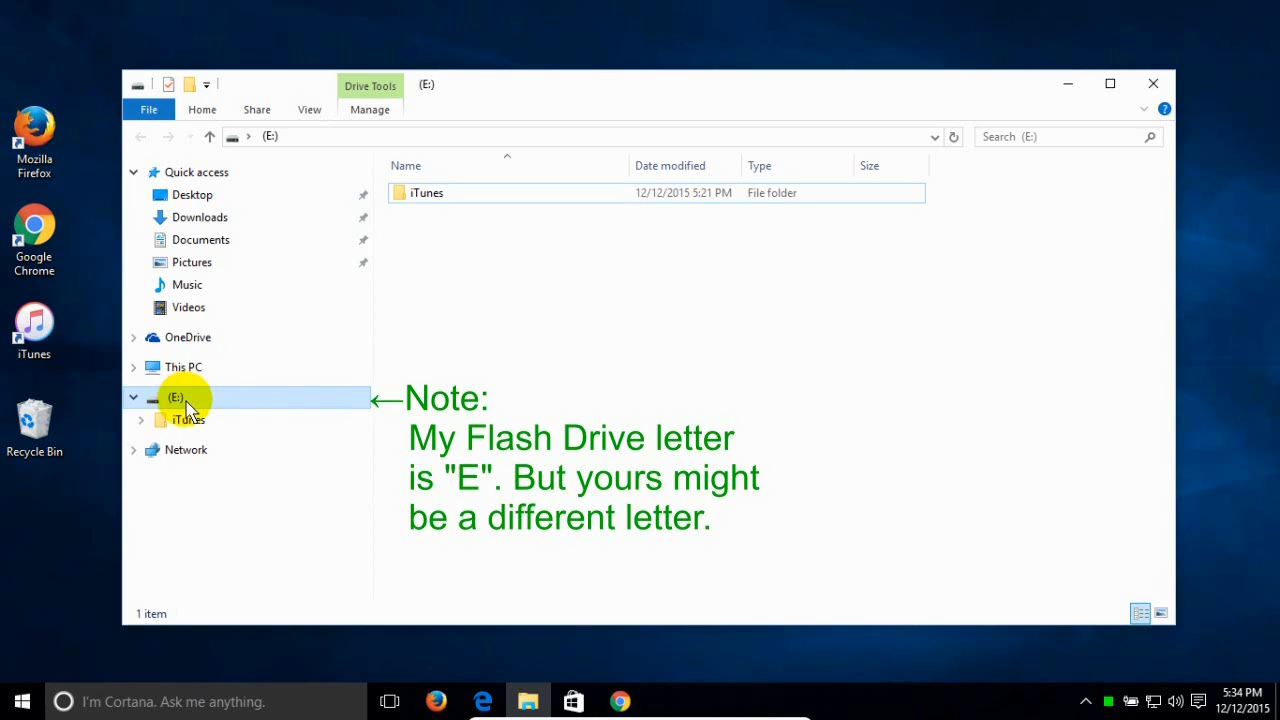 Drive Tools
(E:)
File
Home
Share
View
Manage
(E:)
Search (E:)
Quick access
Desktop
Downloads
Documents
Pictures
Music
Videos
OneDrive
This PC
(E:)
iTunes
Network
Name
Date modified
Type
Size
iTunes
12/12/2015 5:21 PM
File folder
←Note:
My Flash Drive letter
is "E". But yours might
be a different letter.
1 item
Mozilla
Firefox
Google
Chrome
iTunes
Recycle Bin
I'm Cortana. Ask me anything.
5:34 PM
12/12/2015